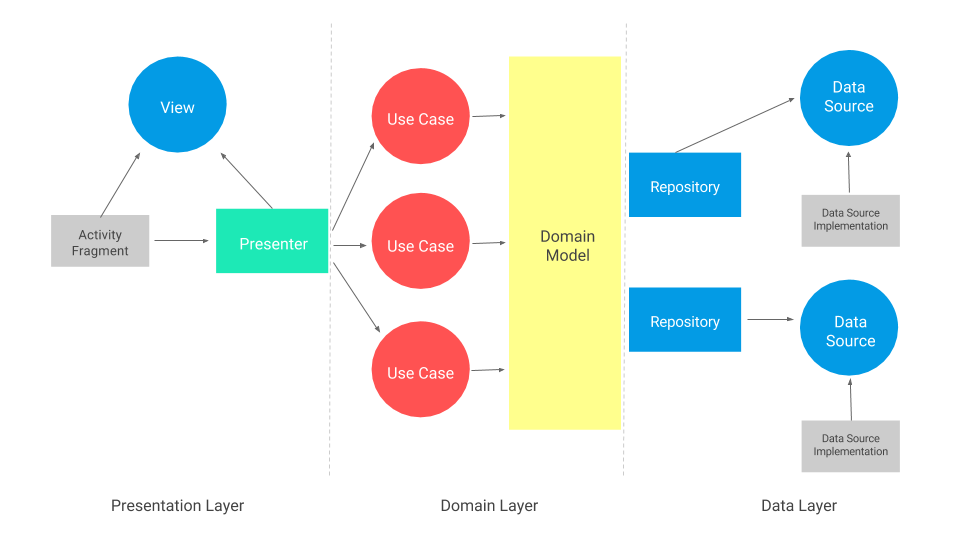 View
Activity
Fragment
Presenter
Use Case
Use Case
Use Case
Domain
Model
Repository
Data
Source
Data Source
Implementation
Repository
Data
Source
Data Source
Implementation
Presentation Layer
Domain Layer
Data Layer